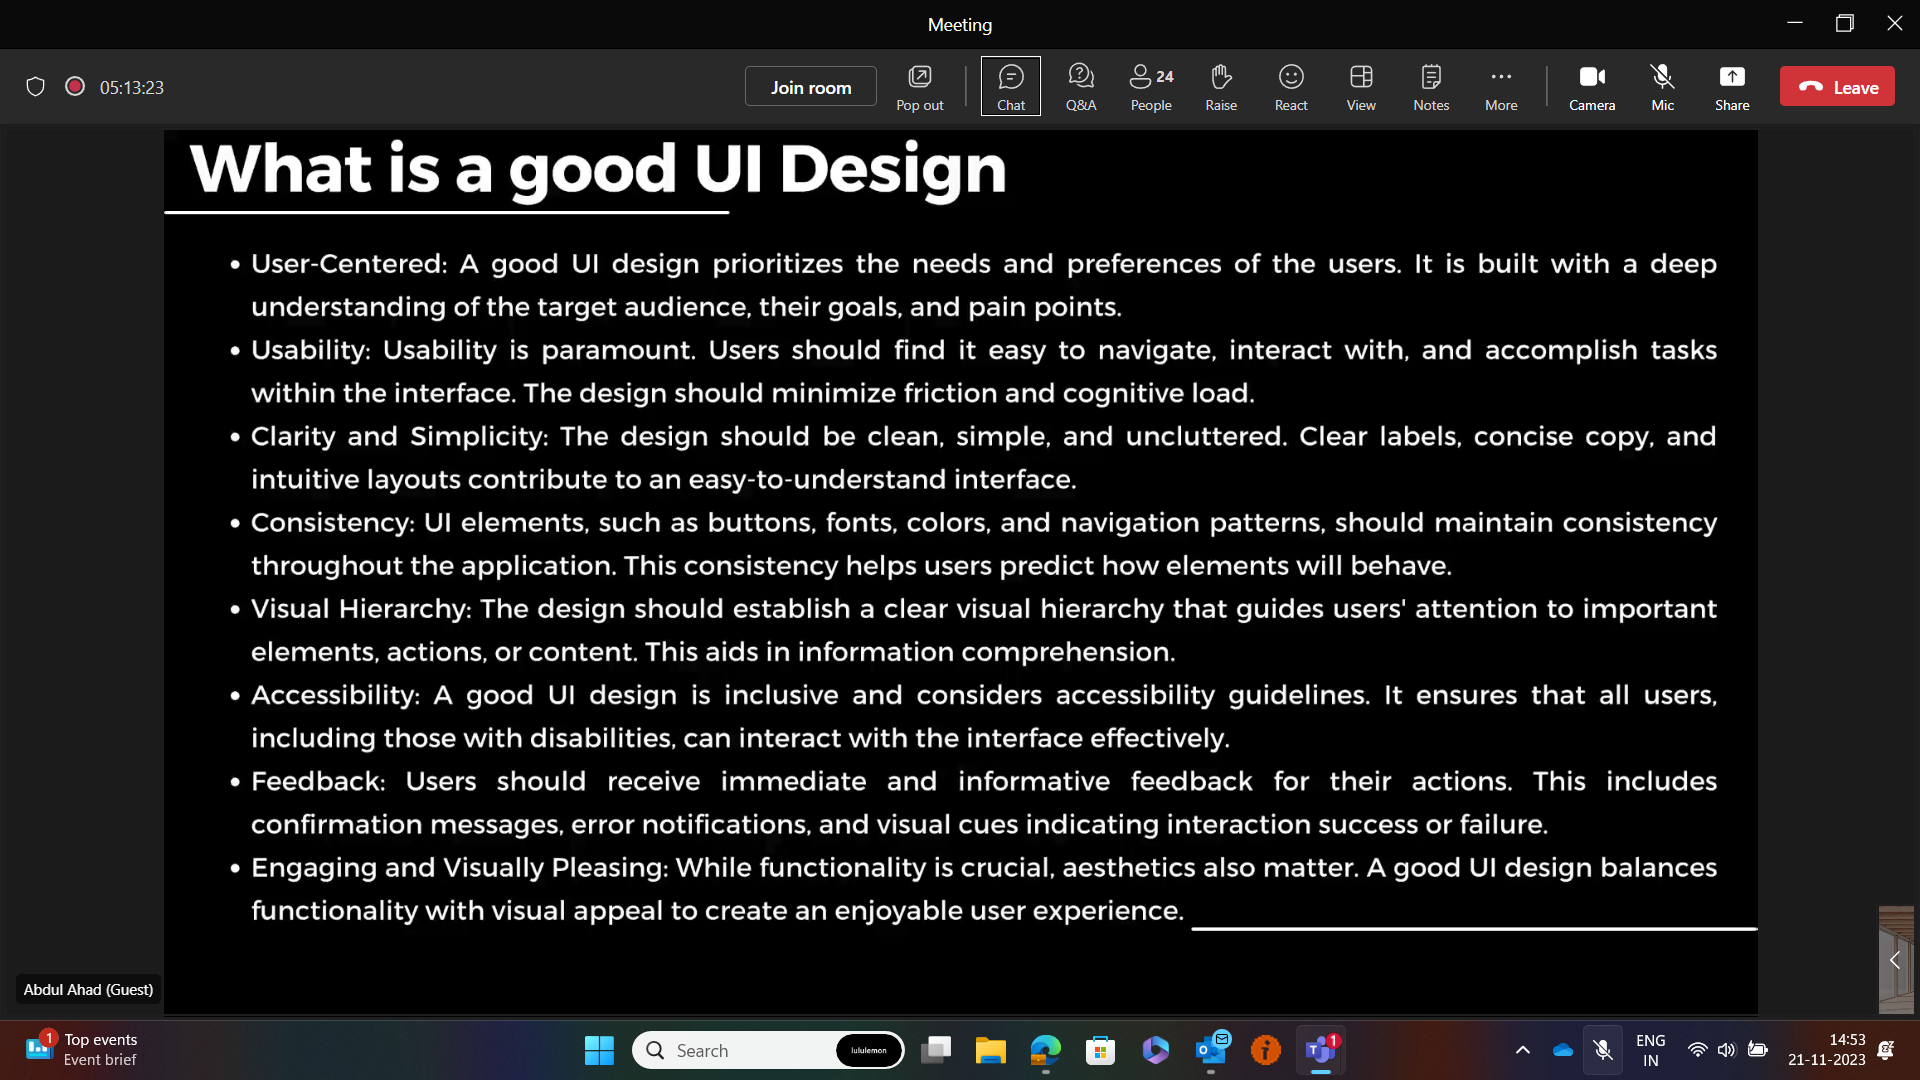 Meeting
05:13:23
Join room
Pop out
Chat
Q&A
24
People
Raise
React
View
Notes
More
Camera
Mic
Share
Leave
What is a good UI Design
• User-Centered: A good UI design prioritizes the needs and preferences of the users. It is built with a deep
understanding of the target audience, their goals, and pain points.
• Usability: Usability is paramount. Users should find it easy to navigate, interact with, and accomplish tasks
within the interface. The design should minimize friction and cognitive load.
• Clarity and Simplicity: The design should be clean, simple, and uncluttered. Clear labels, concise copy, and
intuitive layouts contribute to an easy-to-understand interface.
• Consistency: UI elements, such as buttons, fonts, colors, and navigation patterns, should maintain consistency
throughout the application. This consistency helps users predict how elements will behave.
• Visual Hierarchy: The design should establish a clear visual hierarchy that guides users' attention to important
elements, actions, or content. This aids in information comprehension.
• Accessibility: A good UI design is inclusive and considers accessibility guidelines. It ensures that all users,
including those with disabilities, can interact with the interface effectively.
• Feedback: Users should receive immediate and informative feedback for their actions. This includes
confirmation messages, error notifications, and visual cues indicating interaction success or failure.
• Engaging and Visually Pleasing: While functionality is crucial, aesthetics also matter. A good UI design balances
functionality with visual appeal to create an enjoyable user experience.
Abdul Ahad (Guest)
1
Top events
Event brief
Search
lululemon
1
ENG
IN
14:53
21-11-2023